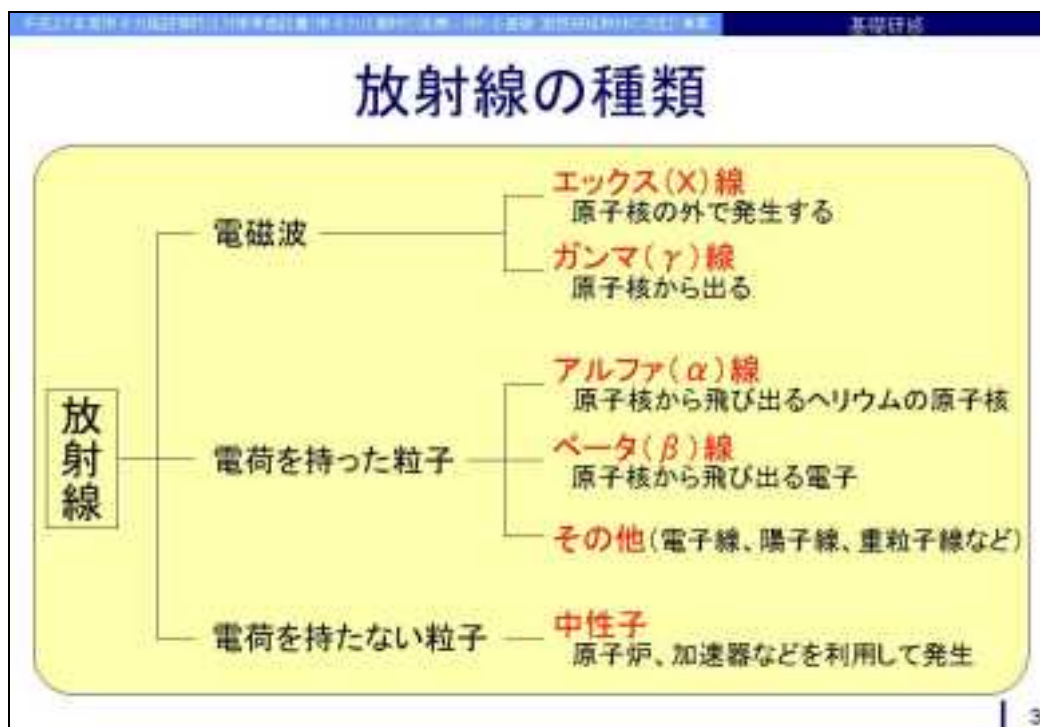 基礎研修
放射線の種類
エックス(X)線
原子核の外で発生する
電磁波
ガンマ(γ)線
原子核から出る
アルファ(α)線
原子核から飛び出るヘリウムの原子核
放射線
電荷を持った粒子
ベータ(β)線
原子核から飛び出る電子
その他(電子線、陽子線、重粒子線など)
電荷を持たない粒子
中性子
原子炉、加速器などを利用して発生
3